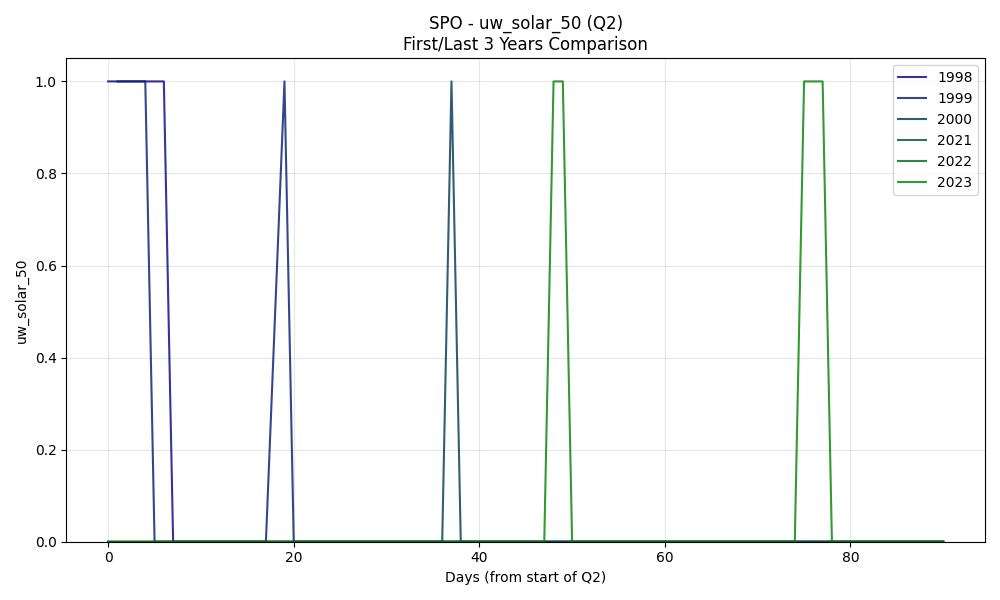 SPO - uw_solar_50 (Q2)
First/Last 3 Years Comparison
1998
1999
2000
2021
2022
2023
uw_solar_50
1.0
0.8
0.6
0.4
0.2
0.0
0 20 40 60 80
Days (from start of Q2)